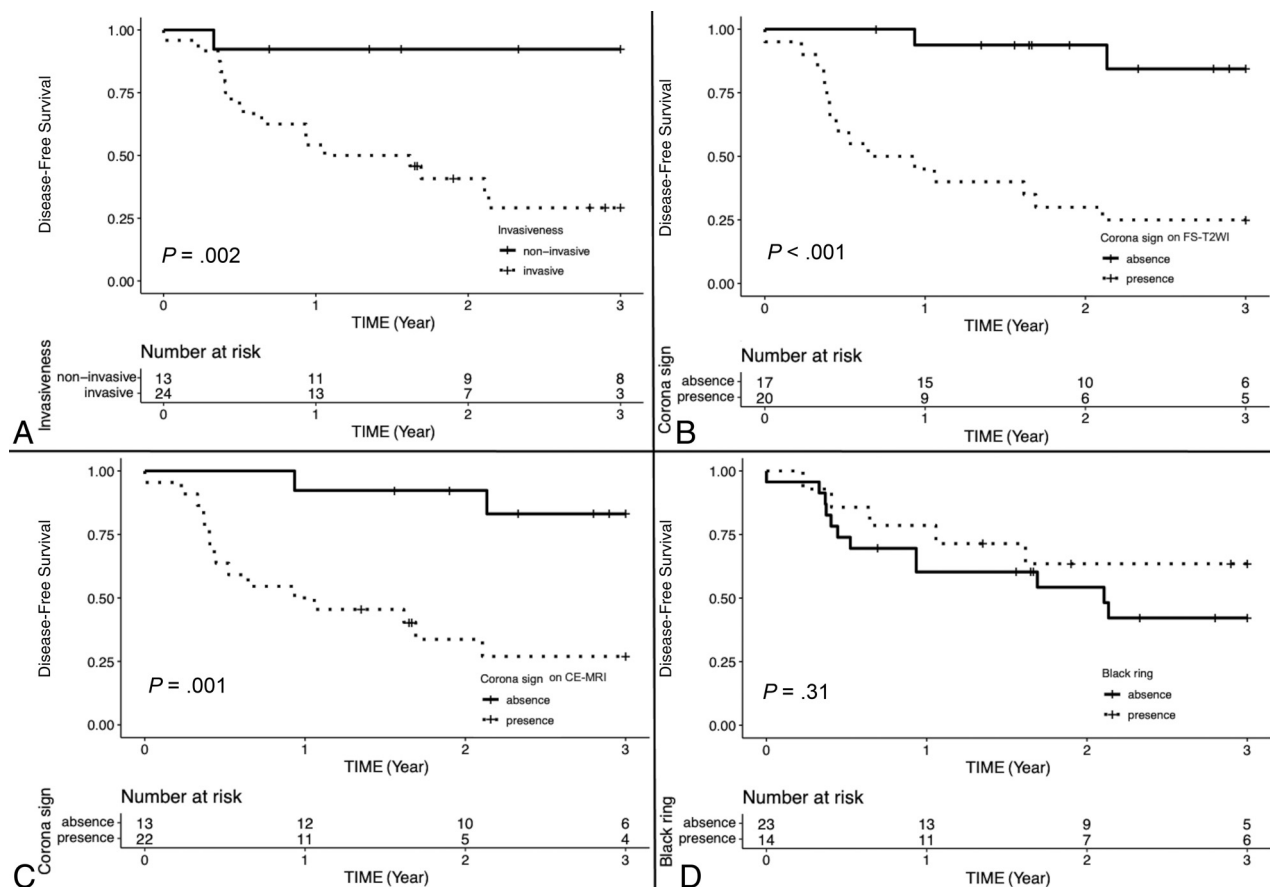 1.00
0.75
0.50
0.25
0.00
Disease-Free Survival
P = .002
Invasiveness
non−invasive
invasive
0 1 2 3
TIME (Year)
Number at risk
Invasiveness
non−invasive 13 11 9 8
invasive 24 13 7 3
0 1 2 3
TIME (Year)
A
1.00
0.75
0.50
0.25
0.00
Disease-Free Survival
P < .001
Corona sign on FS-T2WI
absence
presence
0 1 2 3
TIME (Year)
Number at risk
Corona sign
absence 17 15 10 6
presence 20 9 6 5
0 1 2 3
TIME (Year)
B
1.00
0.75
0.50
0.25
0.00
Disease-Free Survival
P = .001
Corona sign on CE-MRI
absence
presence
0 1 2 3
TIME (Year)
Number at risk
Corona sign
absence 13 12 10 6
presence 22 11 5 4
0 1 2 3
TIME (Year)
C
1.00
0.75
0.50
0.25
0.00
Disease-Free Survival
P = .31
Black ring
absence
presence
0 1 2 3
TIME (Year)
Number at risk
Black ring
absence 23 13 9 5
presence 14 11 7 6
0 1 2 3
TIME (Year)
D